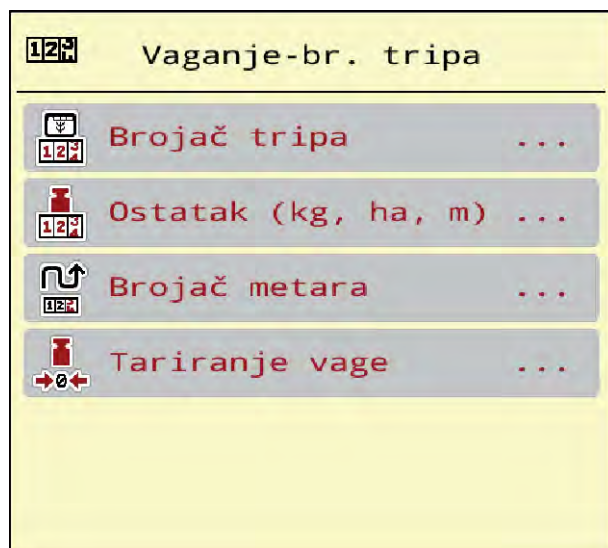 Vaganje-br. tripa
Brojač tripa ...
Ostatak (kg, ha, m) ...
Brojač metara ...
Tariranje vage ...